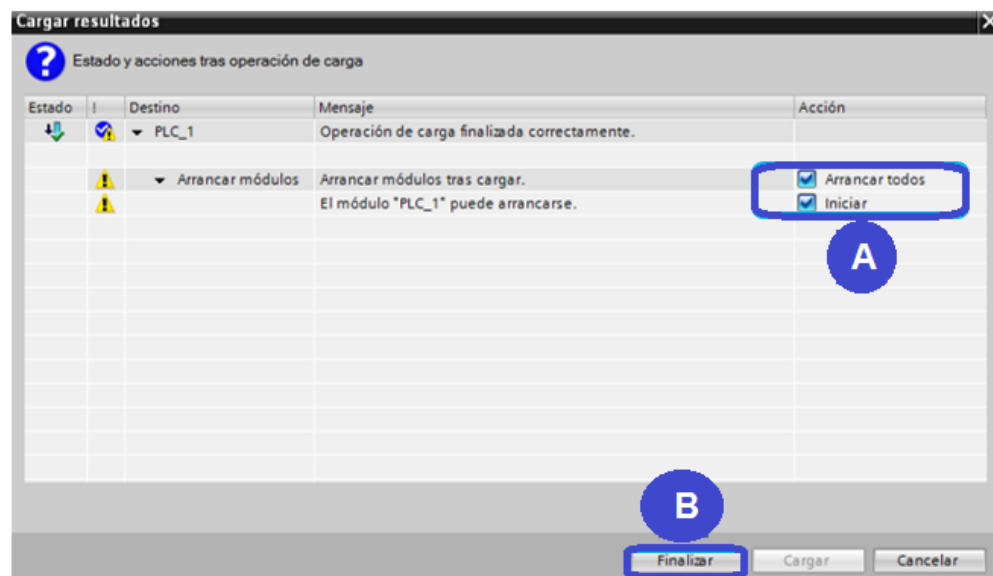 Cargar resultados
Estado y acciones tras operación de carga
Estado ! Destino Mensaje Acción
PLC_1 Operación de carga finalizada correctamente.
Arrancar módulos Arrancar módulos tras cargar. Arrancar todos
El módulo "PLC_1" puede arrancarse. Iniciar
A
B
Finalizar Cargar Cancelar